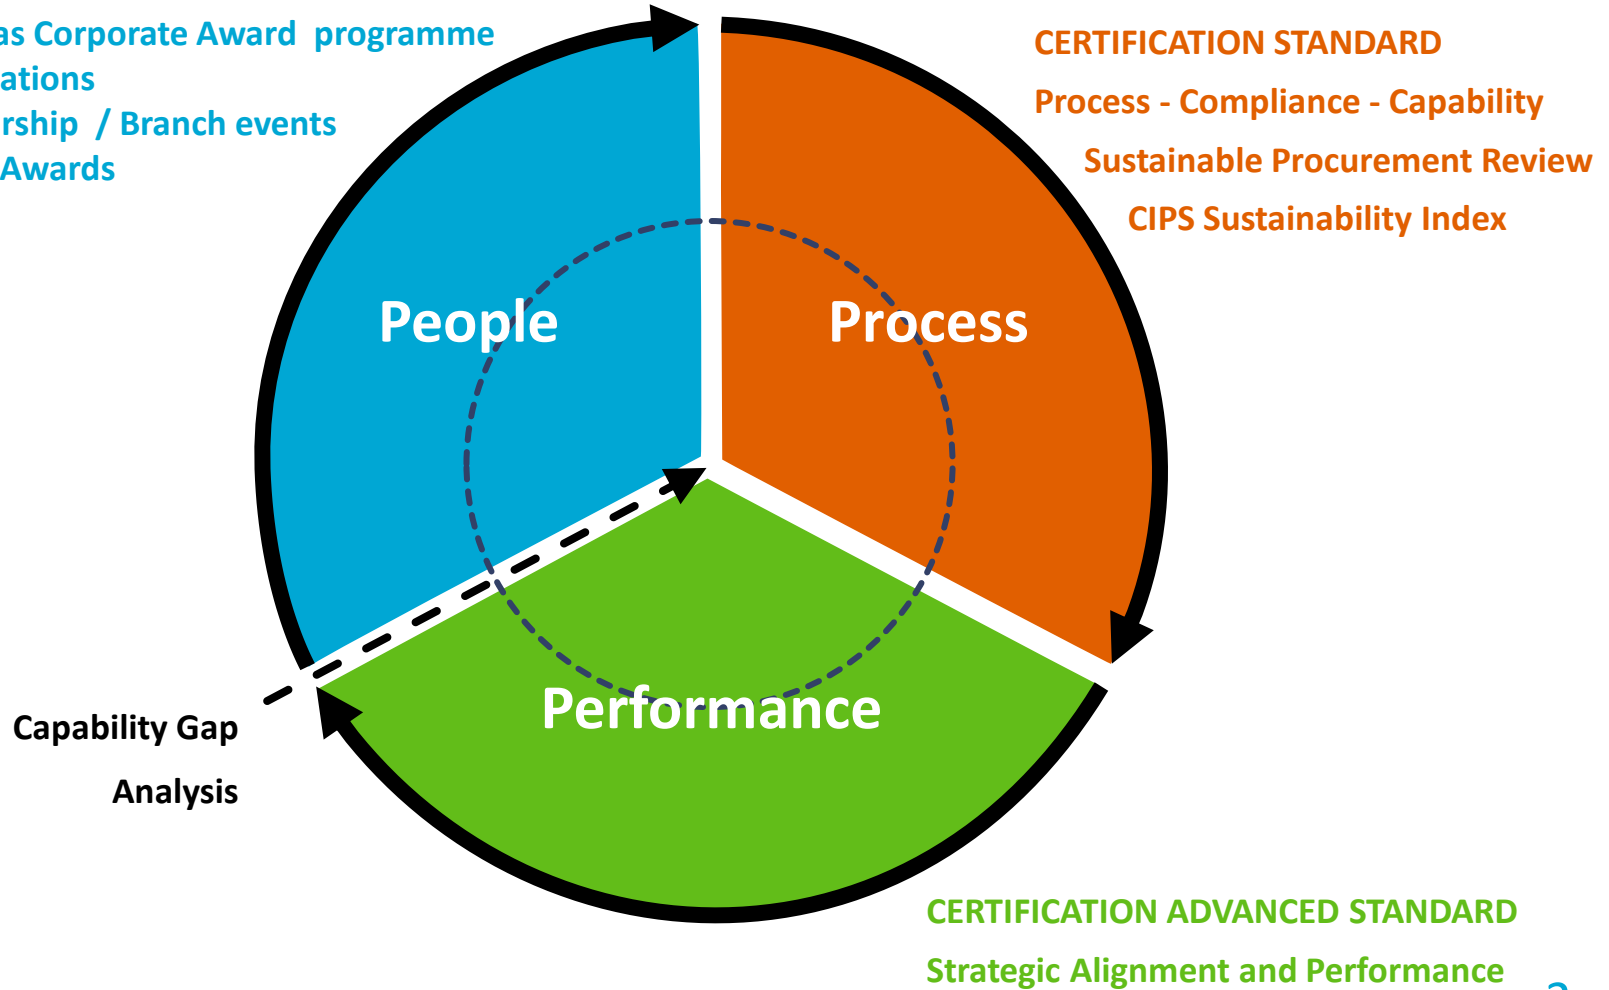 as Corporate Award programme
ations
rship / Branch events
Awards
CERTIFICATION STANDARD
Process - Compliance - Capability
Sustainable Procurement Review
CIPS Sustainability Index
People
Process
Performance
Capability Gap
Analysis
CERTIFICATION ADVANCED STANDARD
Strategic Alignment and Performance